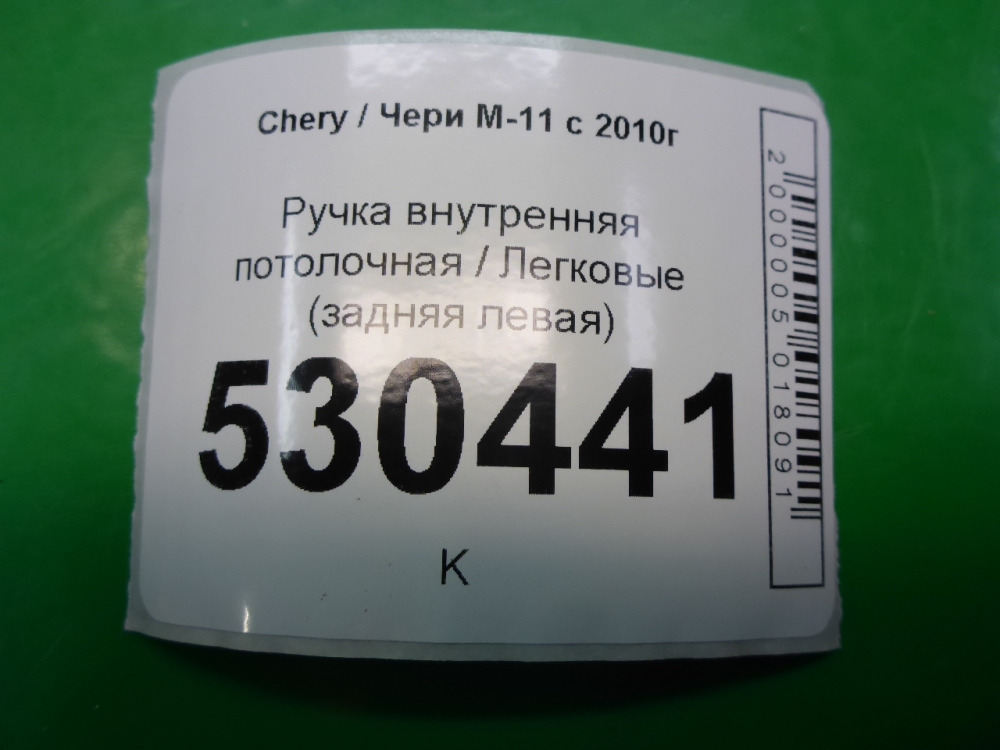 Chery / Чери М-11 с 2010г
Ручка внутренняя
потолочная / Легковые
(задняя левая)
530441
К
2000005018091